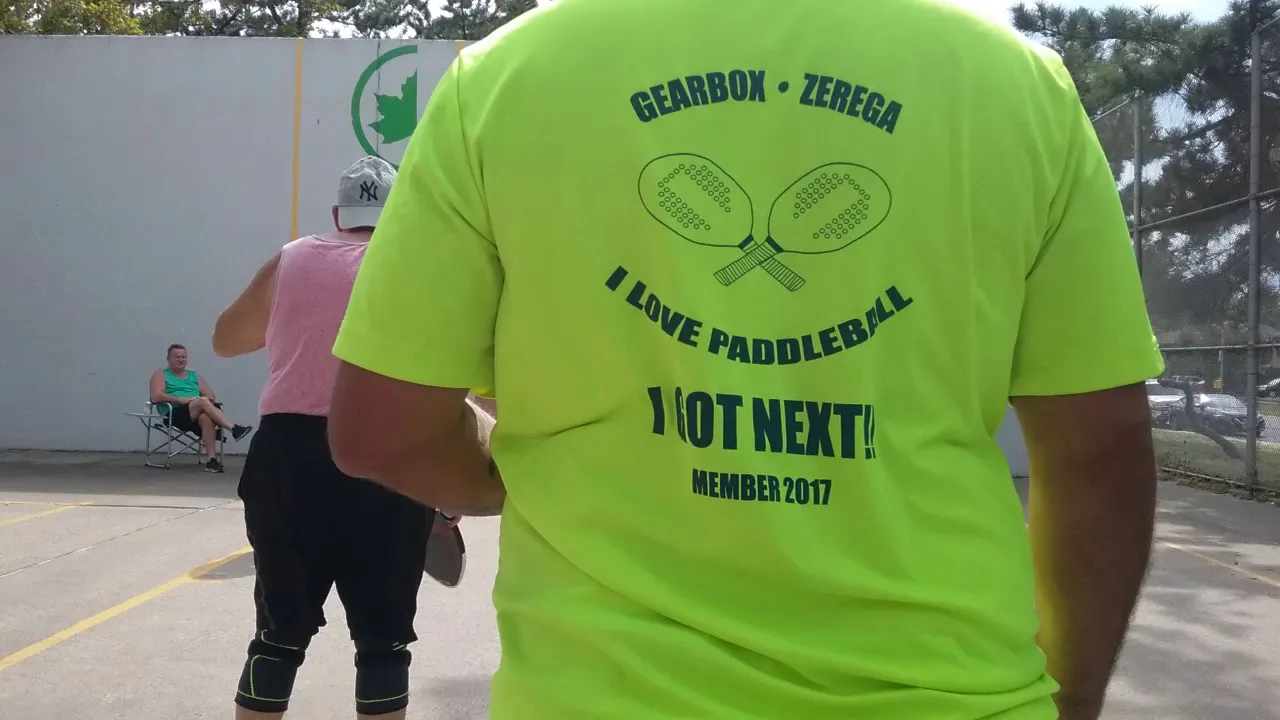 GEARBOX • ZEREGA
I LOVE PADDLEBALL
I GOT NEXT!!
MEMBER 2017
NY